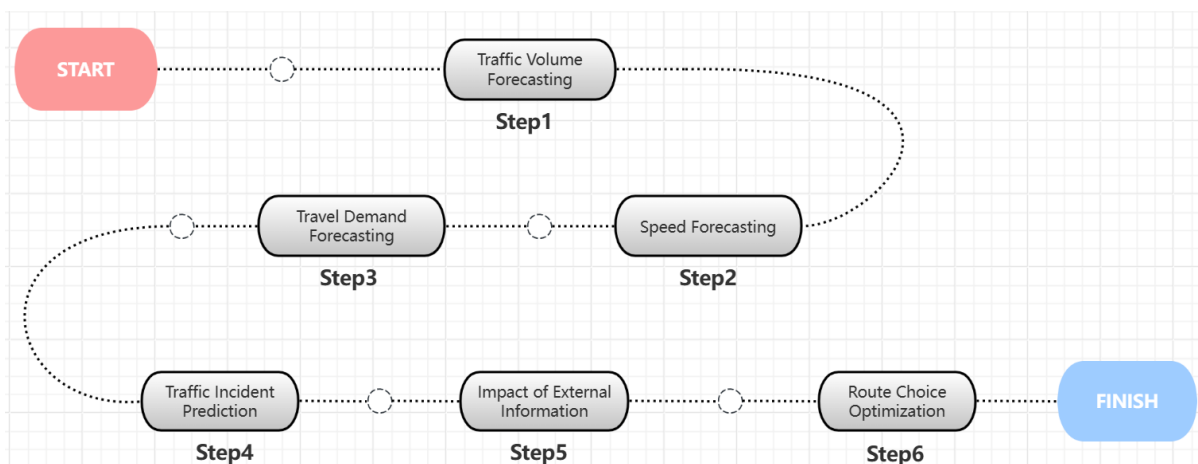 START
Traffic Volume
Forecasting
Step1
Speed Forecasting
Step2
Travel Demand
Forecasting
Step3
Traffic Incident
Prediction
Step4
Impact of External
Information
Step5
Route Choice
Optimization
Step6
FINISH